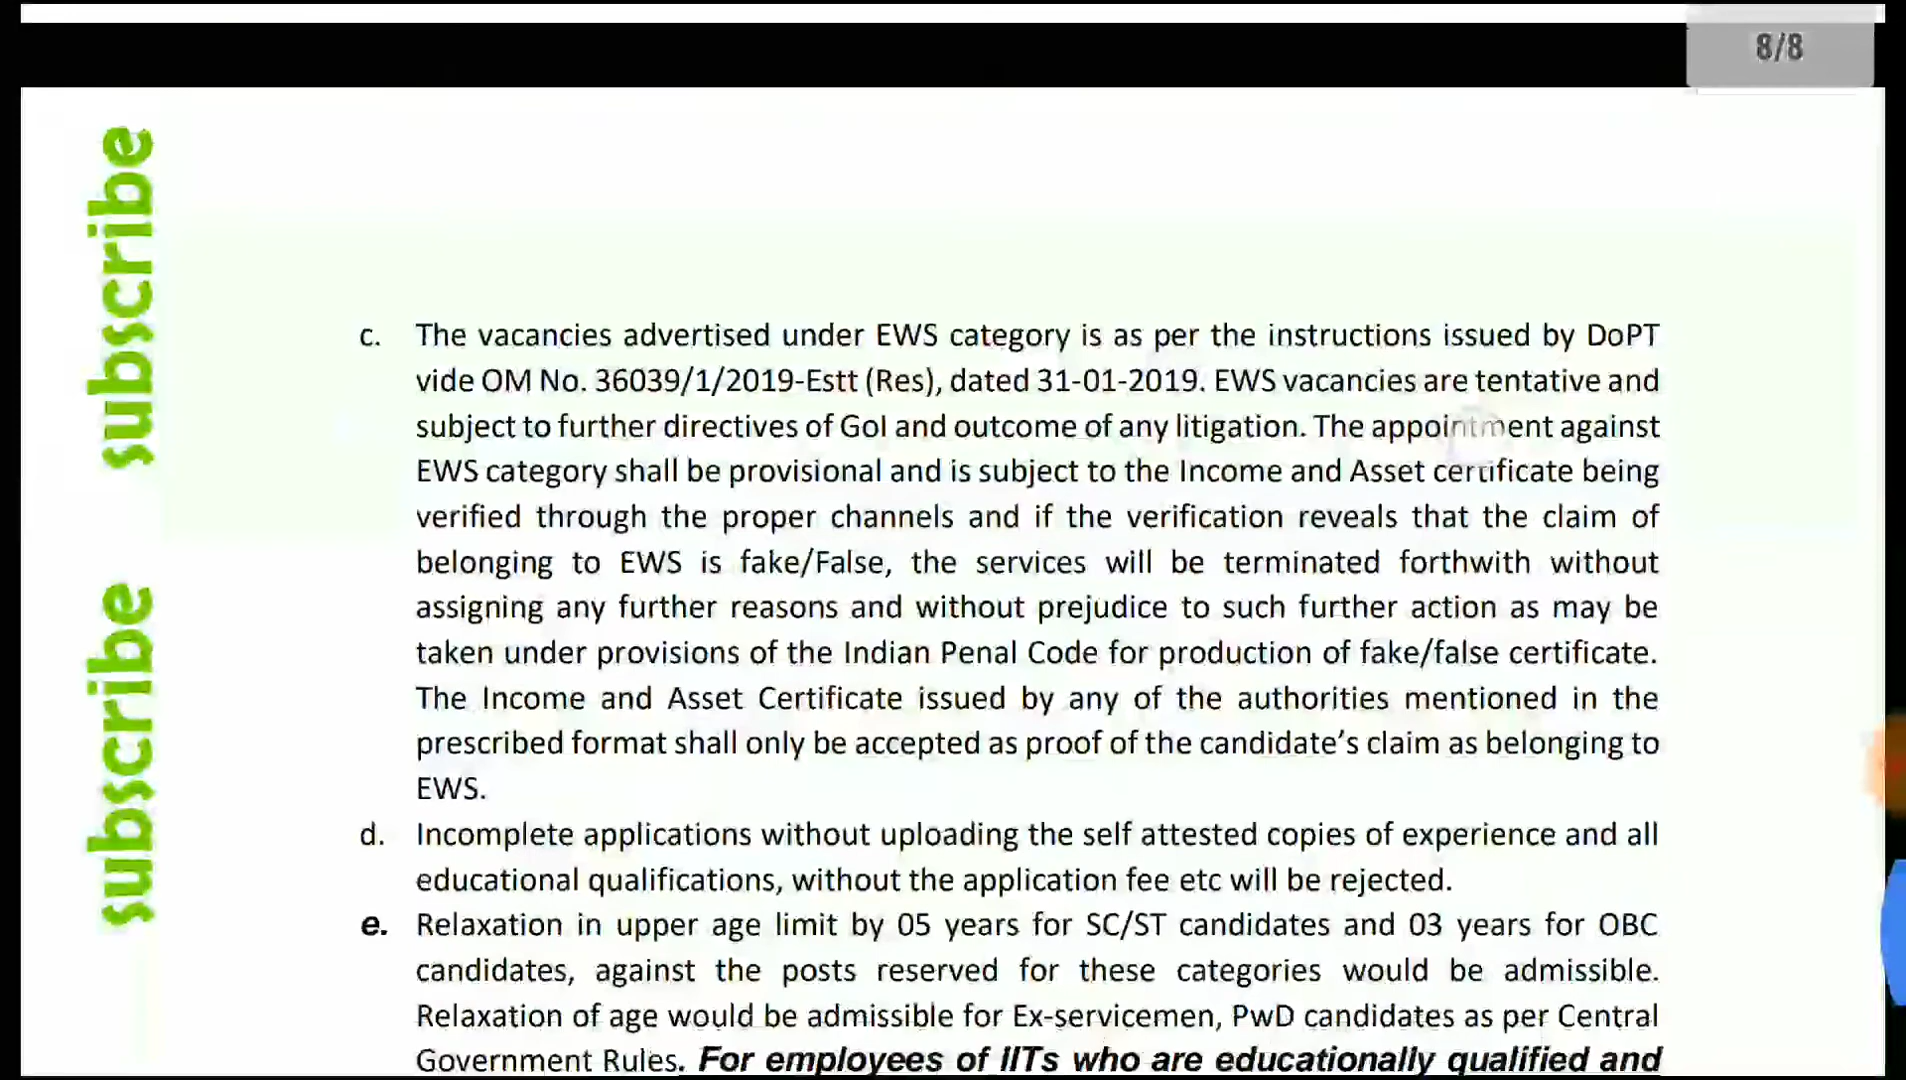 8/8
subscribe
subscribe
c. The vacancies advertised under EWS category is as per the instructions issued by DoPT
vide OM No. 36039/1/2019-Estt (Res), dated 31-01-2019. EWS vacancies are tentative and
subject to further directives of GoI and outcome of any litigation. The appointment against
EWS category shall be provisional and is subject to the Income and Asset certificate being
verified through the proper channels and if the verification reveals that the claim of
belonging to EWS is fake/False, the services will be terminated forthwith without
assigning any further reasons and without prejudice to such further action as may be
taken under provisions of the Indian Penal Code for production of fake/false certificate.
The Income and Asset Certificate issued by any of the authorities mentioned in the
prescribed format shall only be accepted as proof of the candidate’s claim as belonging to
EWS.
d. Incomplete applications without uploading the self attested copies of experience and all
educational qualifications, without the application fee etc will be rejected.
e. Relaxation in upper age limit by 05 years for SC/ST candidates and 03 years for OBC
candidates, against the posts reserved for these categories would be admissible.
Relaxation of age would be admissible for Ex-servicemen, PwD candidates as per Central
Government Rules. For employees of IITs who are educationally qualified and